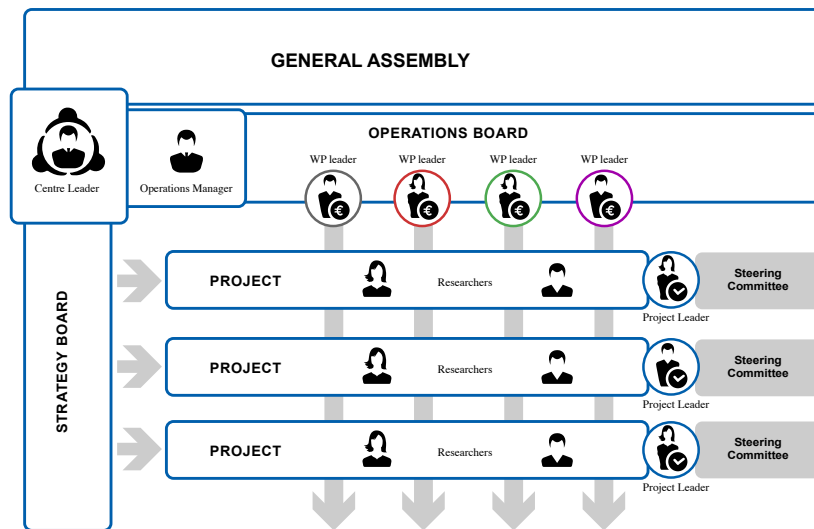 GENERAL ASSEMBLY
OPERATIONS BOARD
WP leader
WP leader
WP leader
WP leader
Centre Leader
Operations Manager
STRATEGY BOARD
PROJECT
Researchers
Steering
Committee
Project Leader
PROJECT
Researchers
Steering
Committee
Project Leader
PROJECT
Researchers
Steering
Committee
Project Leader